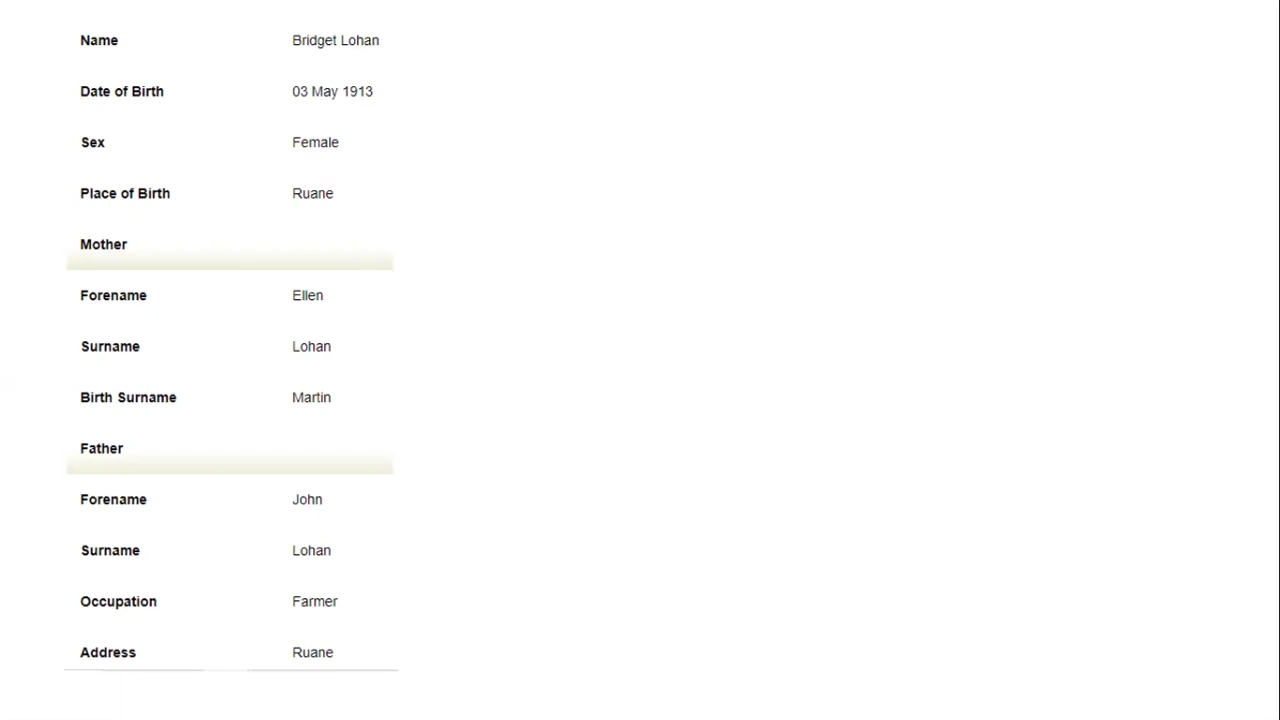 Name Bridget Lohan
Date of Birth 03 May 1913
Sex Female
Place of Birth Ruane
Mother
Forename Ellen
Surname Lohan
Birth Surname Martin
Father
Forename John
Surname Lohan
Occupation Farmer
Address Ruane